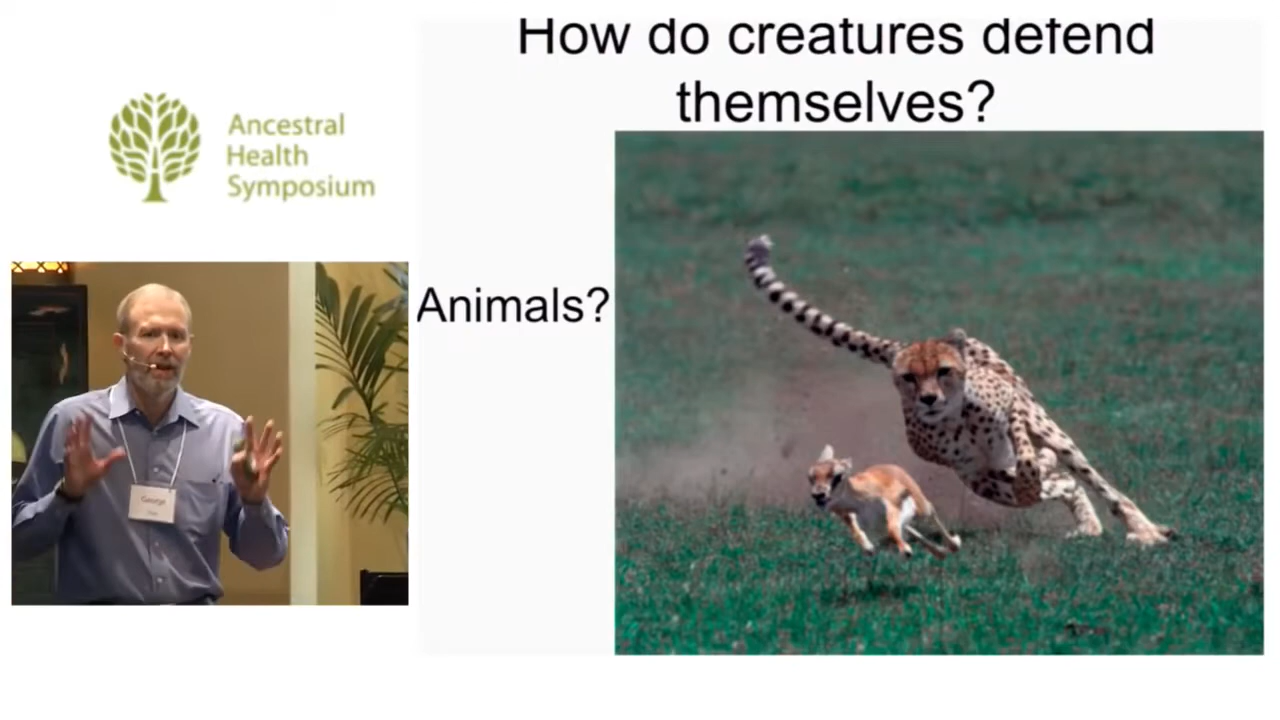 How do creatures defend
themselves?
Ancestral
Health
Symposium
Animals?
George